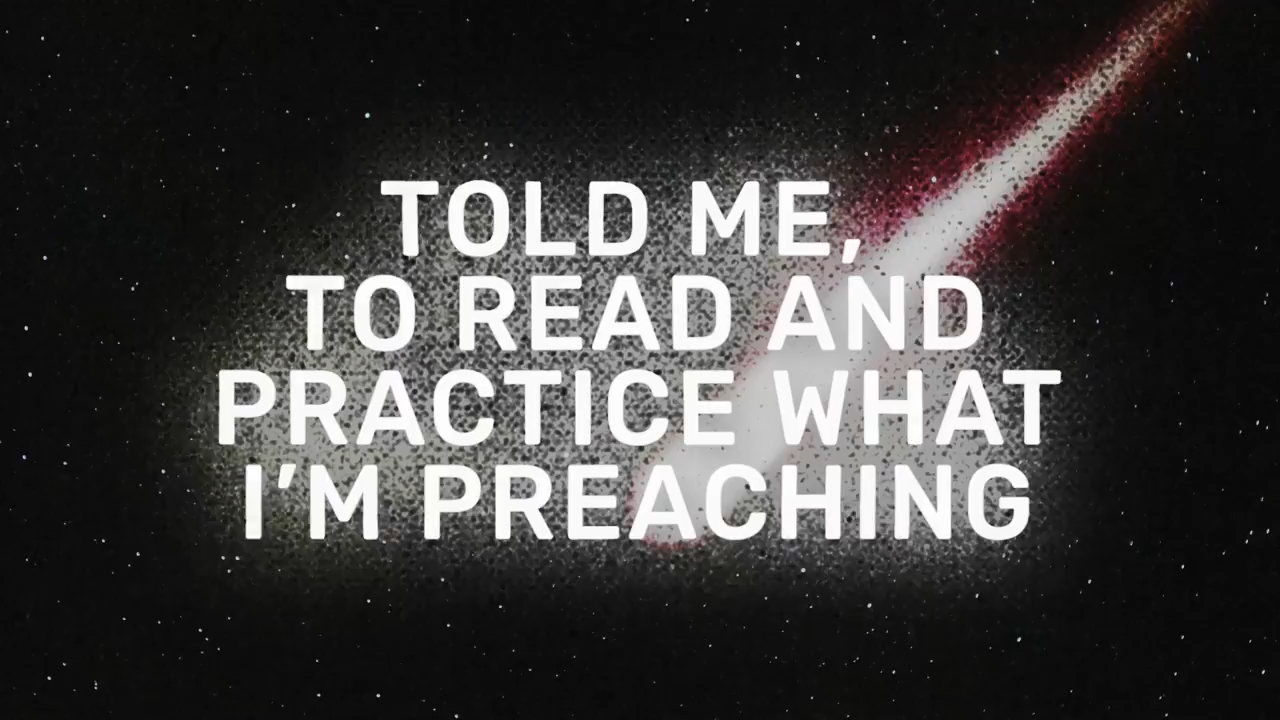 TOLD ME,
TO READ AND
PRACTICE WHAT
I'M PREACHING